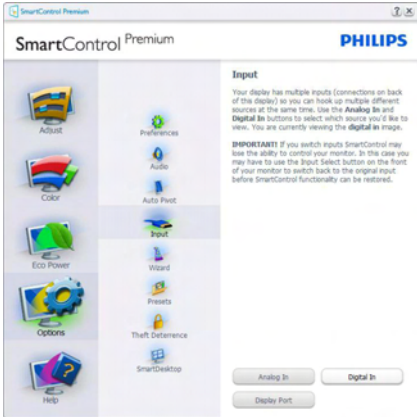 SmartControl Premium
SmartControl Premium
PHILIPS
Adjust
Color
Eco Power
Options
Help
Preferences
Audio
Auto Pivot
Input
Wizard
Presets
Theft Deterrence
SmartDesktop
Input
Your display has multiple inputs (connections on back
of this display) so you can hook up multiple different
sources at the same time. Use the Analog In and
Digital In buttons to select which source you'd like to
view. You are currently viewing the digital in image.
IMPORTANT! If you switch inputs SmartControl may
lose the ability to control your monitor. In this case you
may have to use the Input Select button on the front
of your monitor to switch back to the original input
before SmartControl functionality can be restored.
Analog In
Digital In
Display Port